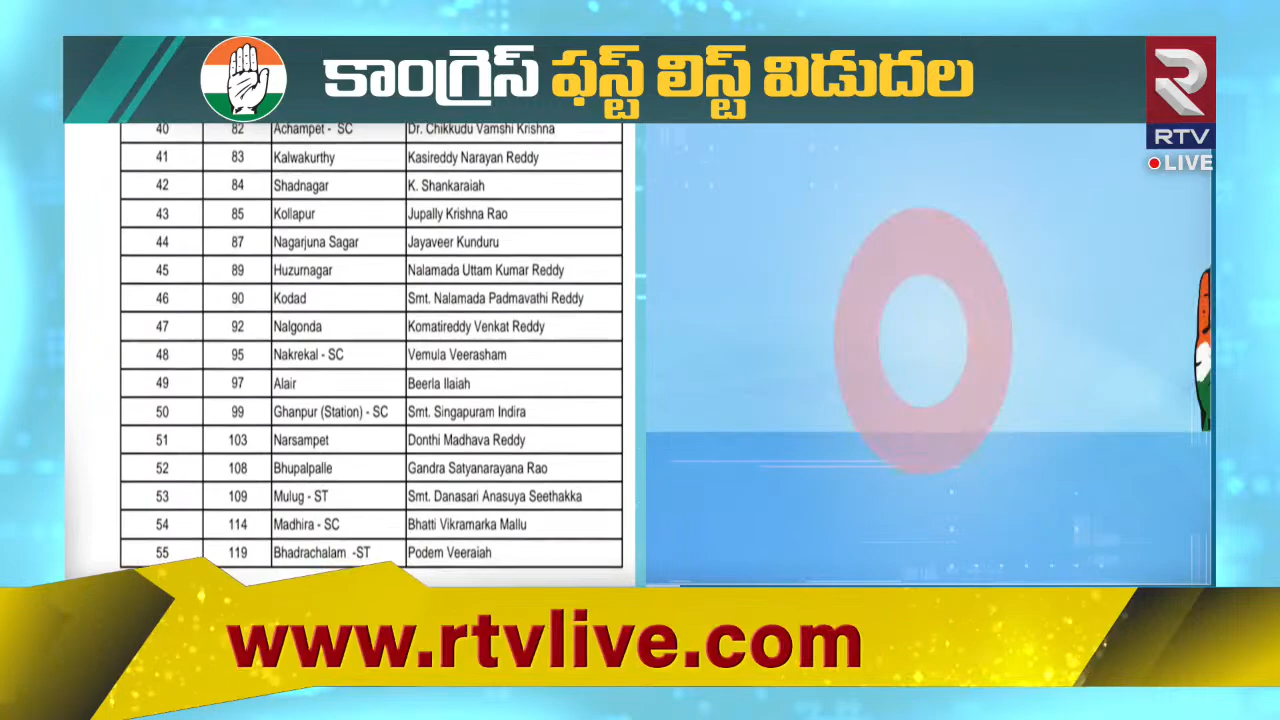 కాంగ్రెస్ ఫస్ట్ లిస్ట్ విడుదల
R
RTV
LIVE
40 82 Achampet - SC Dr. Chikkudu Vamshi Krishna
41 83 Kalwakurthy Kasireddy Narayan Reddy
42 84 Shadnagar K. Shankaraiah
43 85 Kollapur Jupally Krishna Rao
44 87 Nagarjuna Sagar Jayaveer Kunduru
45 89 Huzurnagar Nalamada Uttam Kumar Reddy
46 90 Kodad Smt. Nalamada Padmavathi Reddy
47 92 Nalgonda Komatireddy Venkat Reddy
48 95 Nakrekal - SC Vemula Veerasham
49 97 Alair Beerla Ilaiah
50 99 Ghanpur (Station) - SC Smt. Singapuram Indira
51 103 Narsampet Donthi Madhava Reddy
52 108 Bhupalpalle Gandra Satyanarayana Rao
53 109 Mulug - ST Smt. Danasari Anasuya Seethakka
54 114 Madhira - SC Bhatti Vikramarka Mallu
55 119 Bhadrachalam -ST Podem Veeraiah
www.rtvlive.com